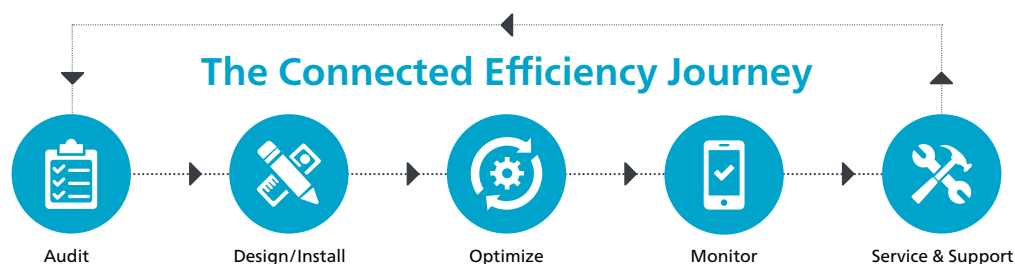 The Connected Efficiency Journey
Audit
Design/Install
Optimize
Monitor
Service & Support